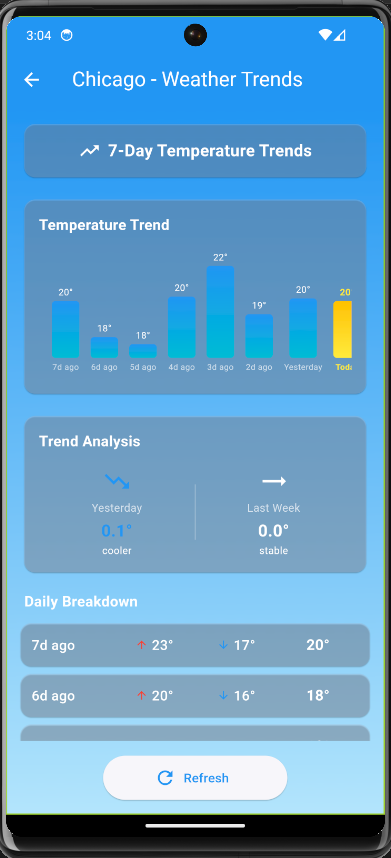 3:04
Chicago - Weather Trends
7-Day Temperature Trends
Temperature Trend
20° 18° 18° 20° 22° 19° 20° 20
7d ago 6d ago 5d ago 4d ago 3d ago 2d ago Yesterday Toda
Trend Analysis
Yesterday Last Week
0.1° 0.0°
cooler stable
Daily Breakdown
7d ago 23° 17° 20°
6d ago 20° 16° 18°
Refresh